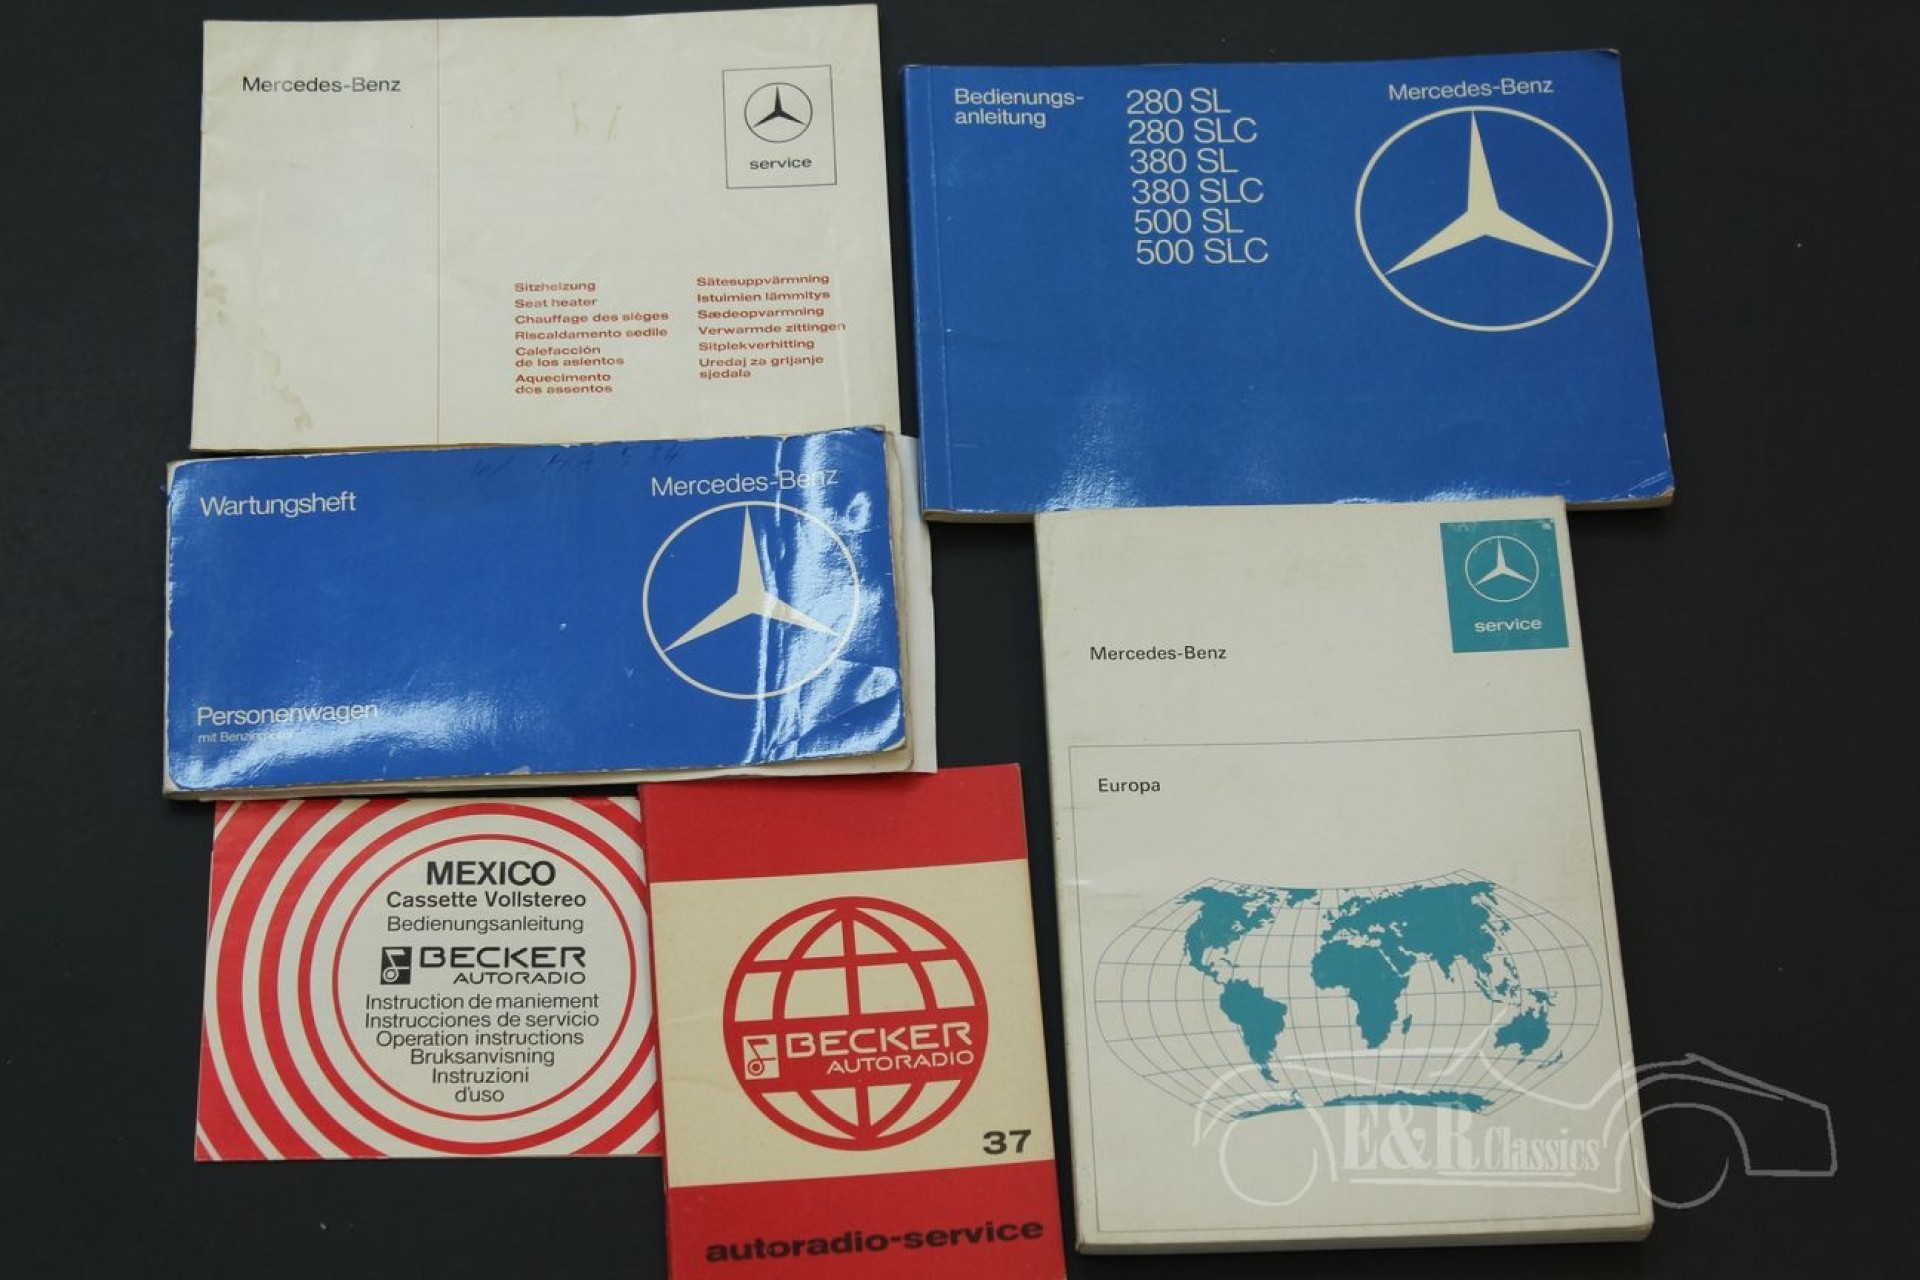 Mercedes-Benz
service
Sitzheizung
Seat heater
Chauffage des sièges
Riscaldamento sedile
Calefacción
de los asientos
Aquecimento
dos assentos
Sätesuppvärmning
Istuimien lämmitys
Sædeopvarmning
Verwarmde zittingen
Sitplekverhitting
Uredaj za grijanje
sjedala
Bedienungs-
anleitung
280 SL
280 SLC
380 SL
380 SLC
500 SL
500 SLC
Mercedes-Benz
Wartungsheft
Mercedes-Benz
Personenwagen
mit Benzinmotor
service
Mercedes-Benz
Europa
MEXICO
Cassette Vollstereo
Bedienungsanleitung
BECKER
AUTORADIO
Instruction de maniement
Instrucciones de servicio
Operation instructions
Bruksanvisning
Instruzioni
d'uso
BECKER
AUTORADIO
37
autoradio-service
E&R Classics